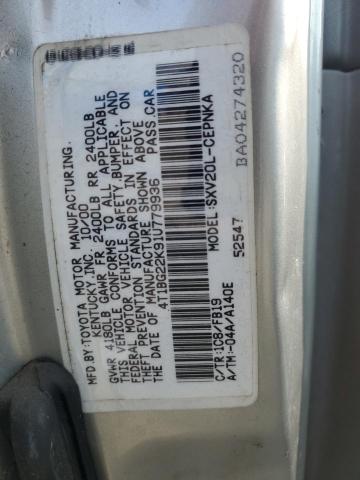 MFD.BY:TOYOTA MOTOR MANUFACTURING.
KENTUCKY.INC. 10/00
GVWR 4180LB GAWR FR 2400LB RR 2400LB
THIS VEHICLE CONFORMS TO ALL APPLICABLE
FEDERAL MOTOR VEHICLE SAFETY,BUMPER, AND
THEFT PREVENTION STANDARDS IN EFFECT ON
THE DATE OF MANUFACTURE SHOWN ABOVE
4T1BG22K91U779936 PASS.CAR
MODEL:SXV20L-CEPNKA
52547 BA04274320
C/TR:1C8/FB19
A/TM:-04A/A140E